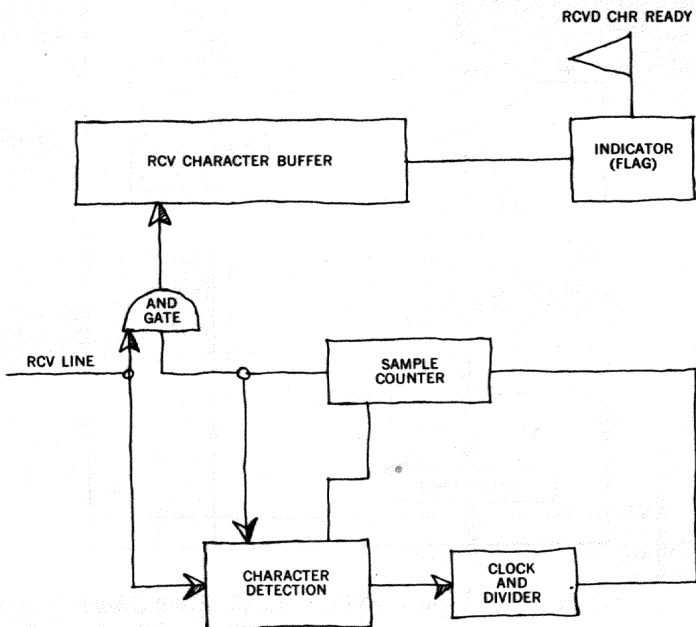 RCVD CHR READY
RCV CHARACTER BUFFER
INDICATOR
(FLAG)
AND
GATE
RCV LINE
SAMPLE
COUNTER
CHARACTER
DETECTION
CLOCK
AND
DIVIDER